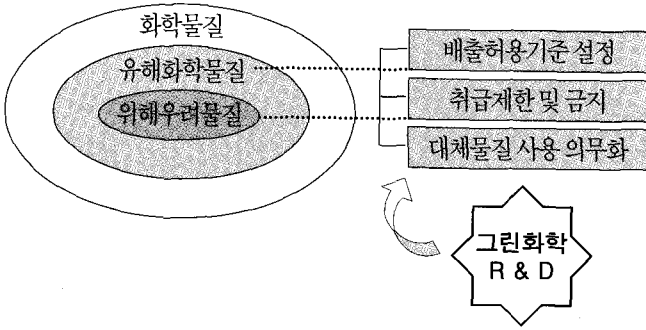 화학물질
유해화학물질
위해우려물질
배출허용기준 설정
취급제한 및 금지
대체물질 사용 의무화
그린화학
R & D